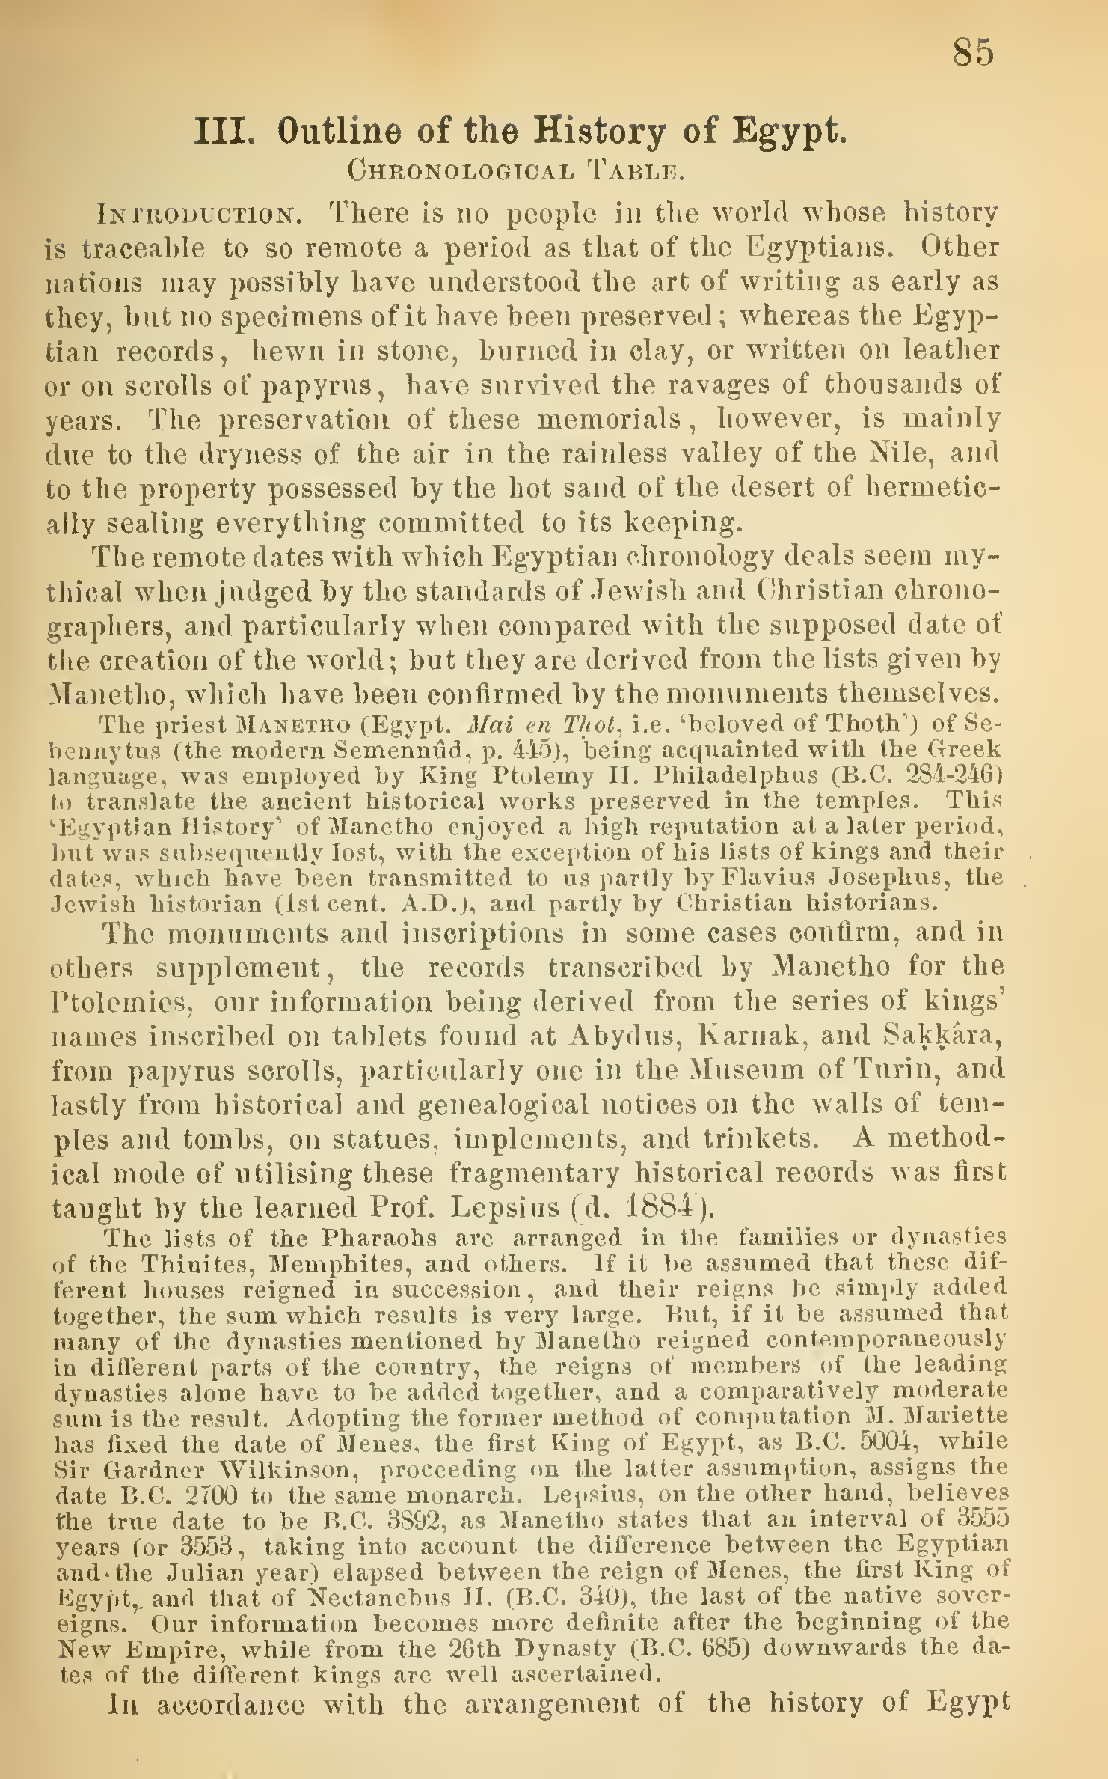 85
III. Outline of the History of Egypt.
CHRONOLOGICAL TABLE.
INTRODUCTION. There is no people in the world whose history
is traceable to so remote a period as that of the Egyptians. Other
nations may possibly have understood the art of writing as early as
they, but no specimens of it have been preserved; whereas the Egyp-
tian records, hewn in stone, burned in clay, or written on leather
or on scrolls of papyrus, have survived the ravages of thousands of
years. The preservation of these memorials, however, is mainly
due to the dryness of the air in the rainless valley of the Nile, and
to the property possessed by the hot sand of the desert of hermetic-
ally sealing everything committed to its keeping.
The remote dates with which Egyptian chronology deals seem my-
thical when judged by the standards of Jewish and Christian chrono-
graphers, and particularly when compared with the supposed date of
the creation of the world; but they are derived from the lists given by
Manetho, which have been confirmed by the monuments themselves.
The priest MANETHO (Egypt. Mai en Thot, i.e. 'beloved of Thoth') of Se-
bennytus (the modern Semennûd, p. 445), being acquainted with the Greek
language, was employed by King Ptolemy II. Philadelphus (B.C. 284-246)
to translate the ancient historical works preserved in the temples. This
'Egyptian History' of Manetho enjoyed a high reputation at a later period,
but was subsequently lost, with the exception of his lists of kings and their
dates, which have been transmitted to us partly by Flavius Josephus, the
Jewish historian (1st cent. A.D.), and partly by Christian historians.
The monuments and inscriptions in some cases confirm, and in
others supplement, the records transcribed by Manetho for the
Ptolemies, our information being derived from the series of kings'
names inscribed on tablets found at Abydus, Karnak, and Saḳḳâra,
from papyrus scrolls, particularly one in the Museum of Turin, and
lastly from historical and genealogical notices on the walls of tem-
ples and tombs, on statues, implements, and trinkets. A method-
ical mode of utilising these fragmentary historical records was first
taught by the learned Prof. Lepsius (d. 1884).
The lists of the Pharaohs are arranged in the families or dynasties
of the Thinites, Memphites, and others. If it be assumed that these dif-
ferent houses reigned in succession, and their reigns be simply added
together, the sum which results is very large. But, if it be assumed that
many of the dynasties mentioned by Manetho reigned contemporaneously
in different parts of the country, the reigns of members of the leading
dynasties alone have to be added together, and a comparatively moderate
sum is the result. Adopting the former method of computation M. Mariette
has fixed the date of Menes, the first King of Egypt, as B.C. 5004, while
Sir Gardner Wilkinson, proceeding on the latter assumption, assigns the
date B.C. 2700 to the same monarch. Lepsius, on the other hand, believes
the true date to be B.C. 3892, as Manetho states that an interval of 3555
years (or 3553, taking into account the difference between the Egyptian
and the Julian year) elapsed between the reign of Menes, the first King of
Egypt, and that of Nectanebus II. (B.C. 340), the last of the native sover-
eigns. Our information becomes more definite after the beginning of the
New Empire, while from the 26th Dynasty (B.C. 685) downwards the da-
tes of the different kings are well ascertained.
In accordance with the arrangement of the history of Egypt